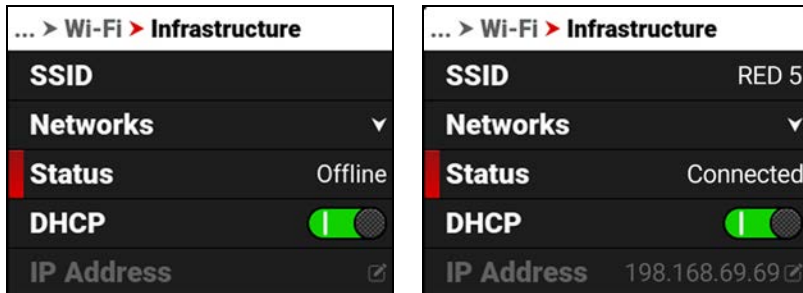 ... > Wi-Fi > Infrastructure
SSID
Networks
Status Offline
DHCP
IP Address
... > Wi-Fi > Infrastructure
SSID RED 5
Networks
Status Connected
DHCP
IP Address 198.168.69.69